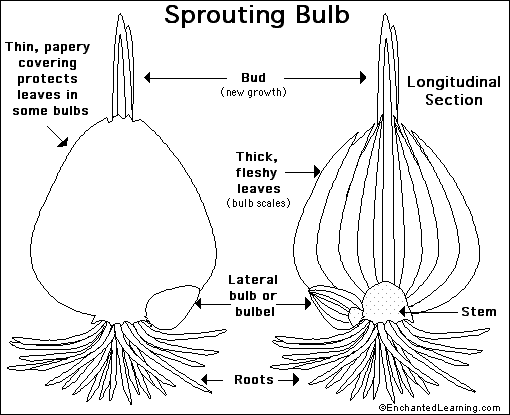 Sprouting Bulb
Thin, papery
covering
protects
leaves in
some bulbs
Bud
(new growth)
Longitudinal
Section
Thick,
fleshy
leaves
(bulb scales)
Lateral
bulb or
bulbel
Stem
Roots
©EnchantedLearning.com